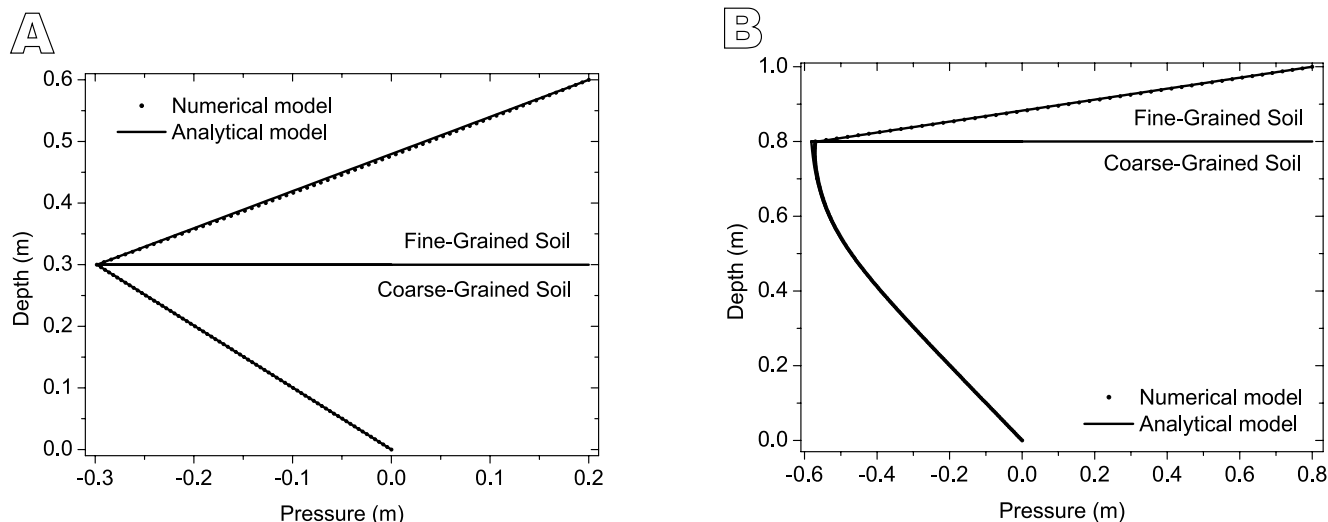 A
0.6
0.5
0.4
0.3
0.2
0.1
0.0
Depth (m)
Numerical model
Analytical model
Fine-Grained Soil
Coarse-Grained Soil
-0.3 -0.2 -0.1 0.0 0.1 0.2
Pressure (m)
B
1.0
0.8
0.6
0.4
0.2
0.0
Depth (m)
Fine-Grained Soil
Coarse-Grained Soil
Numerical model
Analytical model
-0.6 -0.4 -0.2 0.0 0.2 0.4 0.6 0.8
Pressure (m)